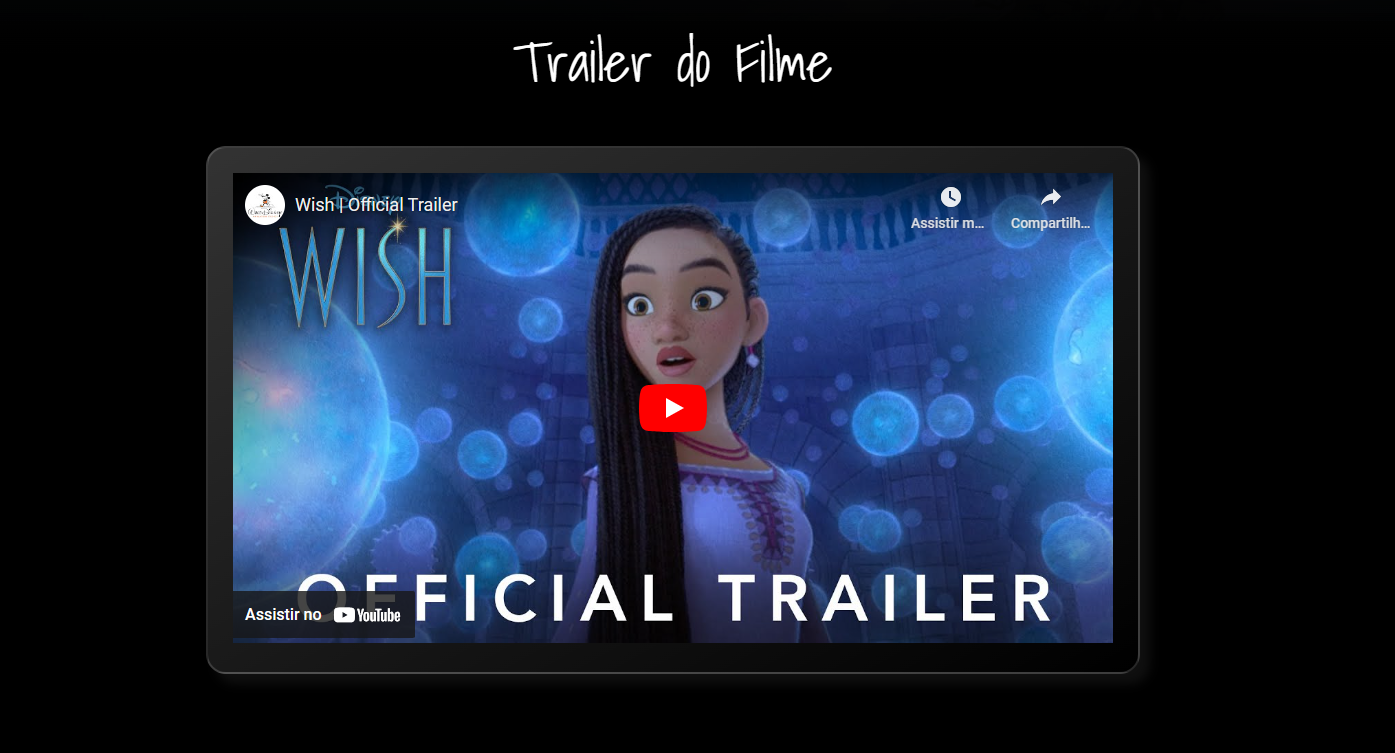 Trailer do Filme
Wish | Official Trailer
Assistir m...
Compartilh...
Disney
WISH
OFFICIAL TRAILER
Assistir no YouTube